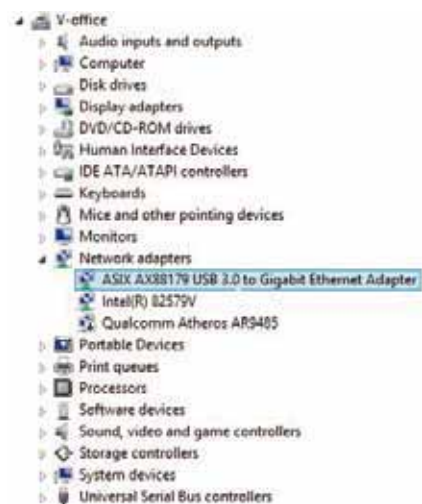 V-office
Audio inputs and outputs
Computer
Disk drives
Display adapters
DVD/CD-ROM drives
Human Interface Devices
IDE ATA/ATAPI controllers
Keyboards
Mice and other pointing devices
Monitors
Network adapters
ASIX AX88179 USB 3.0 to Gigabit Ethernet Adapter
Intel(R) 82579V
Qualcomm Atheros AR9485
Portable Devices
Print queues
Processors
Software devices
Sound, video and game controllers
Storage controllers
System devices
Universal Serial Bus controllers